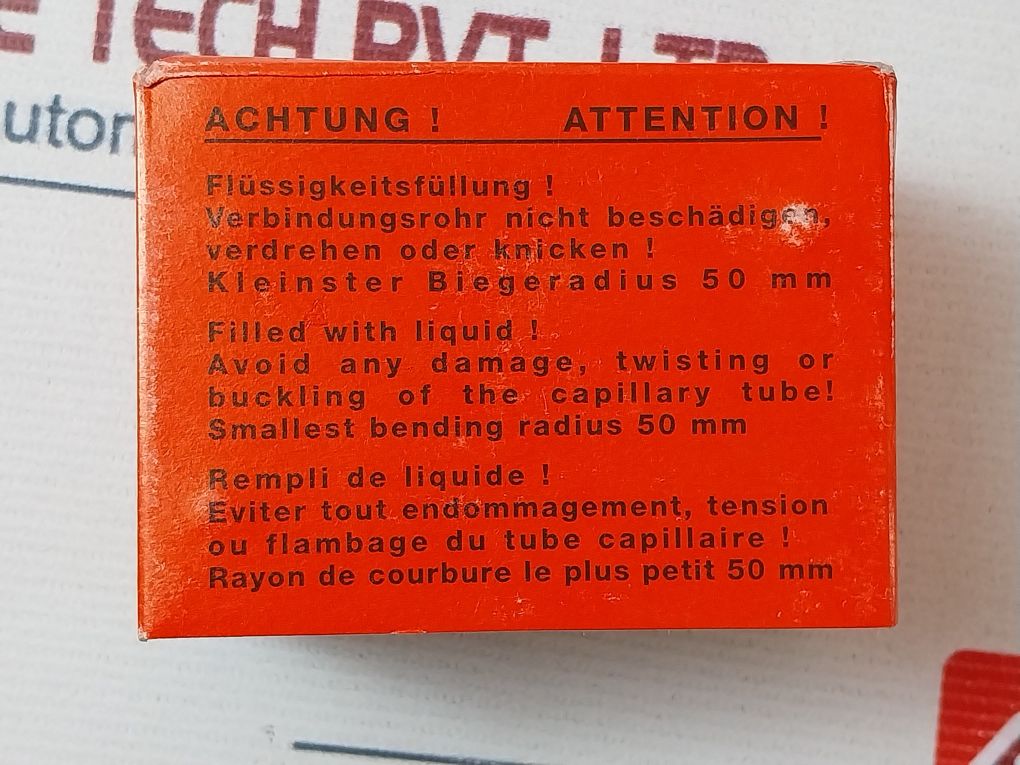 TECH PVT. LTD
ACHTUNG ! ATTENTION !
Flüssigkeitsfüllung !
Verbindungsrohr nicht beschädigen,
verdrehen oder knicken !
Kleinster Biegeradius 50 mm
Filled with liquid !
Avoid any damage, twisting or
buckling of the capillary tube!
Smallest bending radius 50 mm
Rempli de liquide !
Eviter tout endommagement, tension
ou flambage du tube capillaire !
Rayon de courbure le plus petit 50 mm